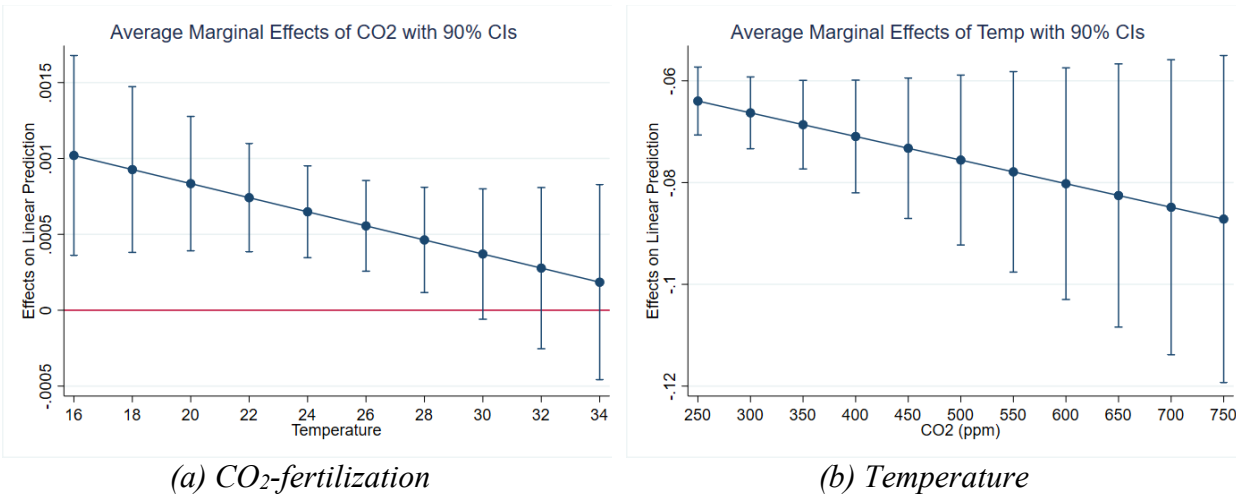 Average Marginal Effects of CO2 with 90% CIs
Effects on Linear Prediction
.0015
.001
.0005
0
-.0005
16 18 20 22 24 26 28 30 32 34
Temperature
(a) CO₂-fertilization
Average Marginal Effects of Temp with 90% CIs
Effects on Linear Prediction
-.06
-.08
-.1
-.12
250 300 350 400 450 500 550 600 650 700 750
CO2 (ppm)
(b) Temperature